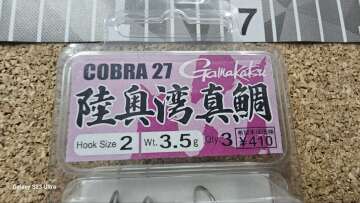 7
COBRA 27 Gamakatsu
陸奥湾真鯛
Hook Size 2 Wt. 3.5g Qty. 3 ¥410
Galaxy S23 Ultra